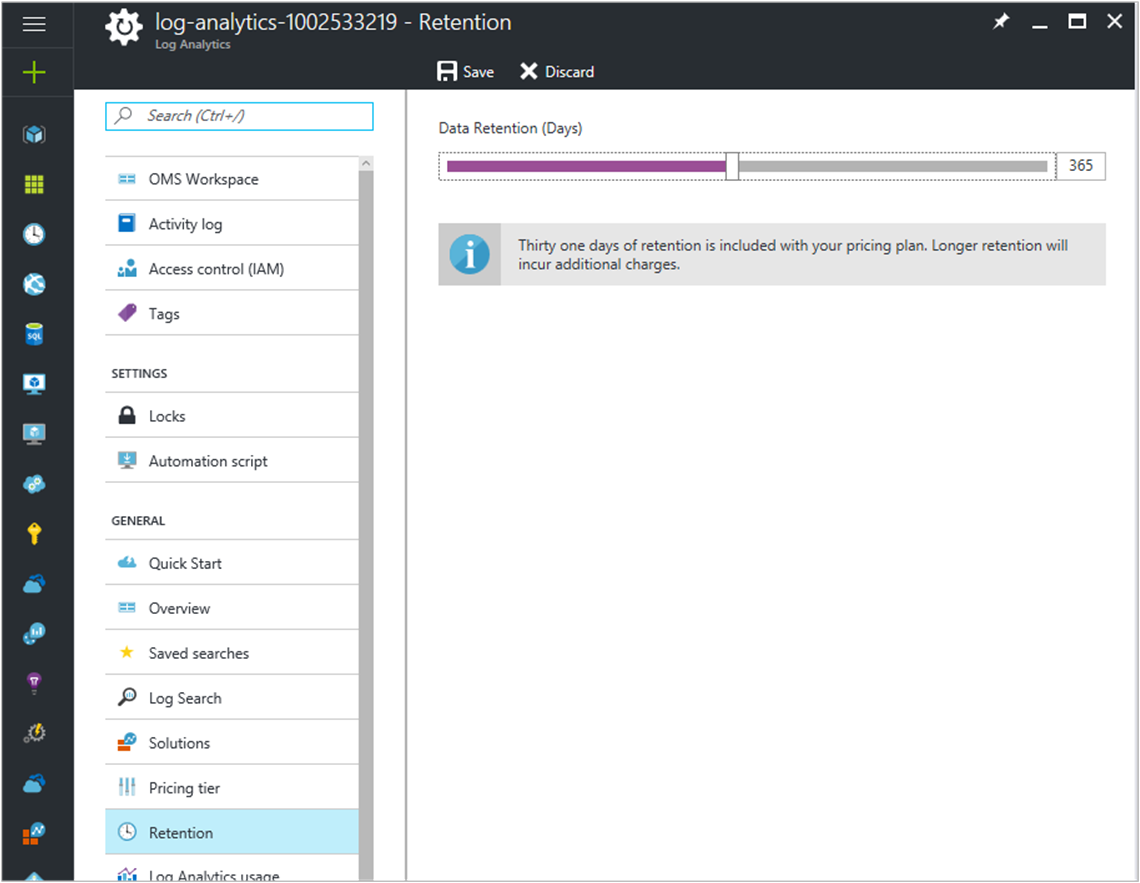 log-analytics-1002533219 - Retention
Log Analytics
Save
Discard
Search (Ctrl+/)
OMS Workspace
Activity log
Access control (IAM)
Tags
SETTINGS
Locks
Automation script
GENERAL
Quick Start
Overview
Saved searches
Log Search
Solutions
Pricing tier
Retention
Log Analytics usage
Data Retention (Days)
365
Thirty one days of retention is included with your pricing plan. Longer retention will
incur additional charges.
SQL